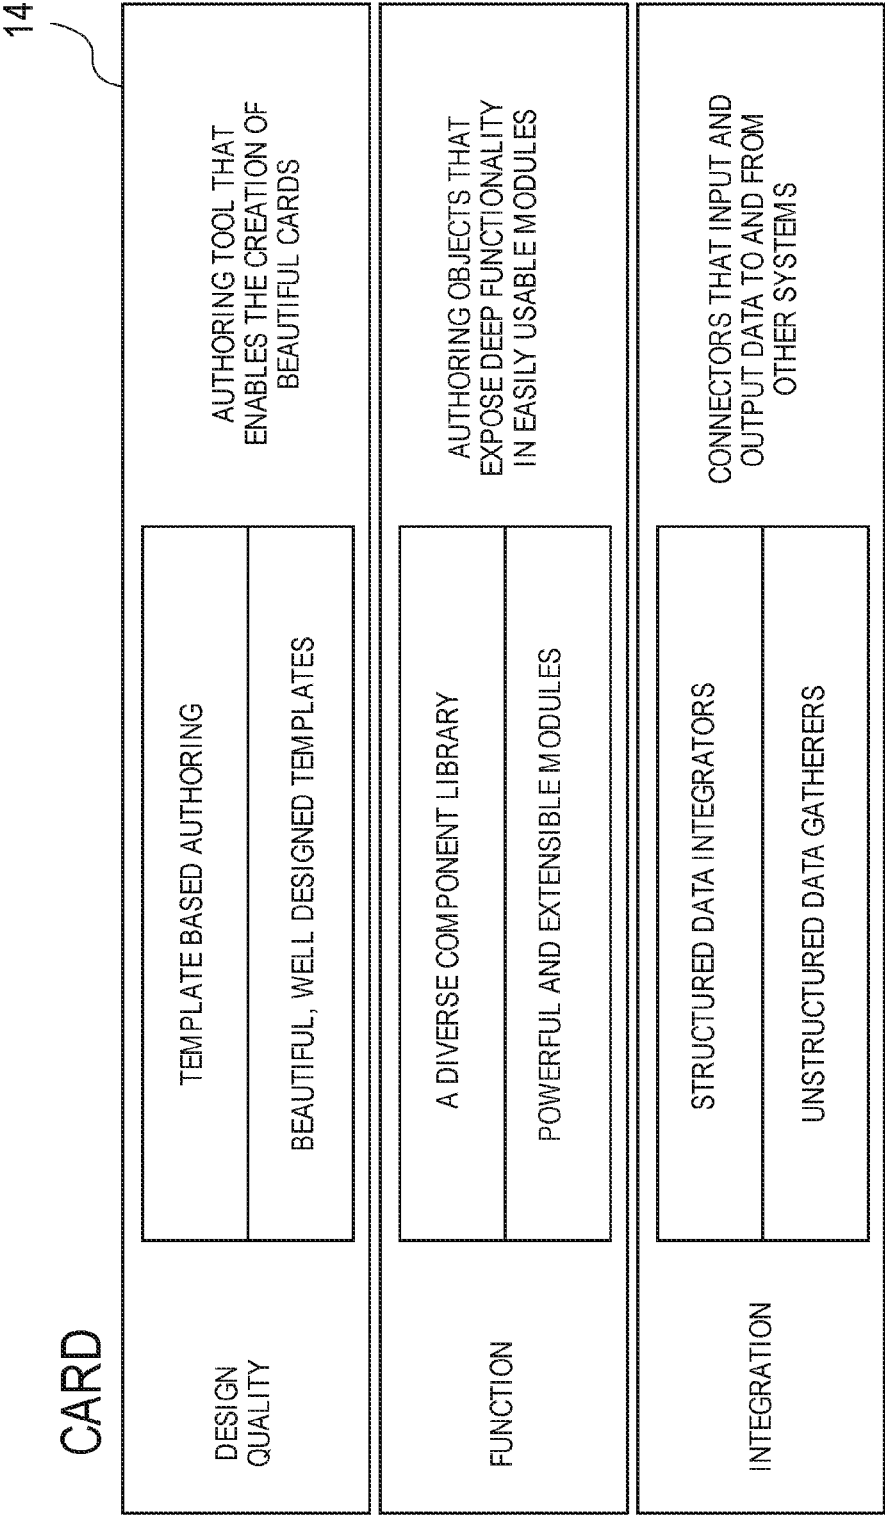 CARD
14
DESIGN
QUALITY
TEMPLATE BASED AUTHORING
BEAUTIFUL, WELL DESIGNED TEMPLATES
AUTHORING TOOL THAT
ENABLES THE CREATION OF
BEAUTIFUL CARDS
FUNCTION
A DIVERSE COMPONENT LIBRARY
POWERFUL AND EXTENSIBLE MODULES
AUTHORING OBJECTS THAT
EXPOSE DEEP FUNCTIONALITY
IN EASILY USABLE MODULES
INTEGRATION
STRUCTURED DATA INTEGRATORS
UNSTRUCTURED DATA GATHERERS
CONNECTORS THAT INPUT AND
OUTPUT DATA TO AND FROM
OTHER SYSTEMS